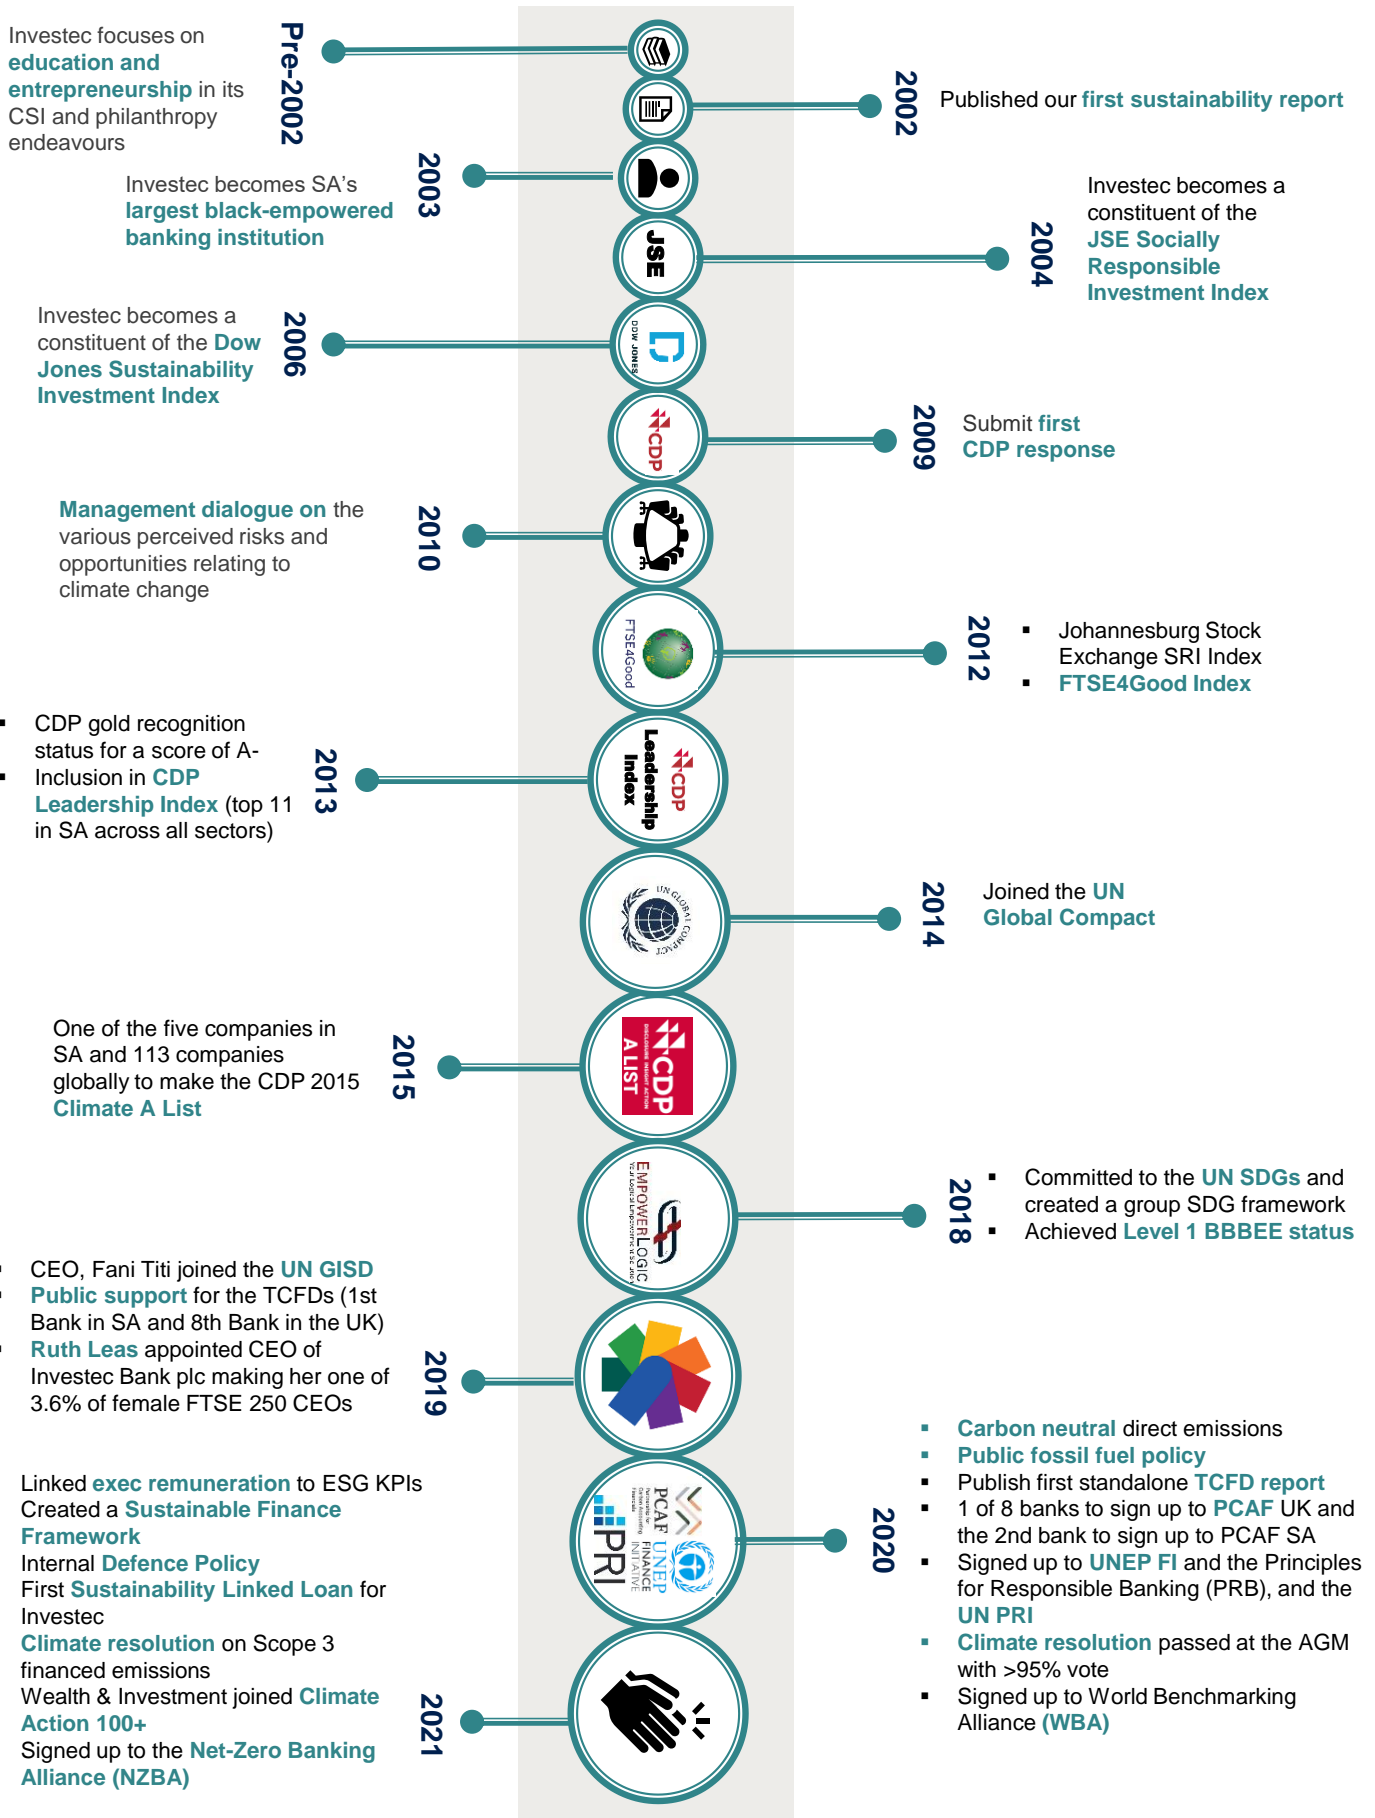 Investec focuses on
education and
entrepreneurship in its
CSI and philanthropy
endeavours
Pre-2002
2002
Published our first sustainability report
2003
Investec becomes SA's
largest black-empowered
banking institution
JSE
2004
Investec becomes a
constituent of the
JSE Socially
Responsible
Investment Index
Investec becomes a
constituent of the Dow
Jones Sustainability
Investment Index
2006
DOW JONES
CDP
2009
Submit first
CDP response
Management dialogue on the
various perceived risks and
opportunities relating to
climate change
2010
FTSE4Good
2012
▪ Johannesburg Stock
Exchange SRI Index
▪ FTSE4Good Index
▪ CDP gold recognition
status for a score of A-
▪ Inclusion in CDP
Leadership Index (top 11
in SA across all sectors)
2013
CDP
Leadership
Index
UN GLOBAL COMPACT
2014
Joined the UN
Global Compact
One of the five companies in
SA and 113 companies
globally to make the CDP 2015
Climate A List
2015
CDP
DISCLOSURE INSIGHT ACTION
A LIST
EMPOWERLOGIC
2018
▪ Committed to the UN SDGs and
created a group SDG framework
▪ Achieved Level 1 BBBEE status
▪ CEO, Fani Titi joined the UN GISD
▪ Public support for the TCFDs (1st
Bank in SA and 8th Bank in the UK)
▪ Ruth Leas appointed CEO of
Investec Bank plc making her one of
3.6% of female FTSE 250 CEOs
2019
PCAF
Partnership for
Carbon Accounting
Financials
UNEP
FINANCE
INITIATIVE
PRI
2020
▪ Carbon neutral direct emissions
▪ Public fossil fuel policy
▪ Publish first standalone TCFD report
▪ 1 of 8 banks to sign up to PCAF UK and
the 2nd bank to sign up to PCAF SA
▪ Signed up to UNEP FI and the Principles
for Responsible Banking (PRB), and the
UN PRI
▪ Climate resolution passed at the AGM
with >95% vote
▪ Signed up to World Benchmarking
Alliance (WBA)
Linked exec remuneration to ESG KPIs
Created a Sustainable Finance
Framework
Internal Defence Policy
First Sustainability Linked Loan for
Investec
Climate resolution on Scope 3
financed emissions
Wealth & Investment joined Climate
Action 100+
Signed up to the Net-Zero Banking
Alliance (NZBA)
2021